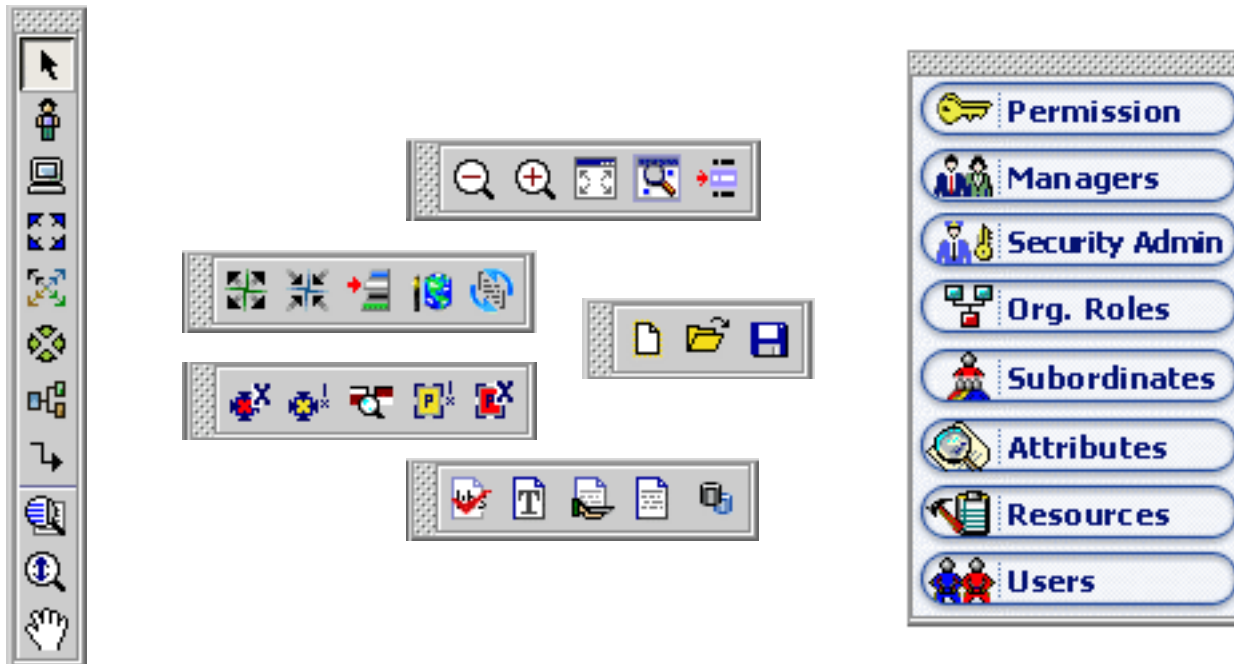 Permission
Managers
Security Admin
Org. Roles
Subordinates
Attributes
Resources
Users
T
P
P